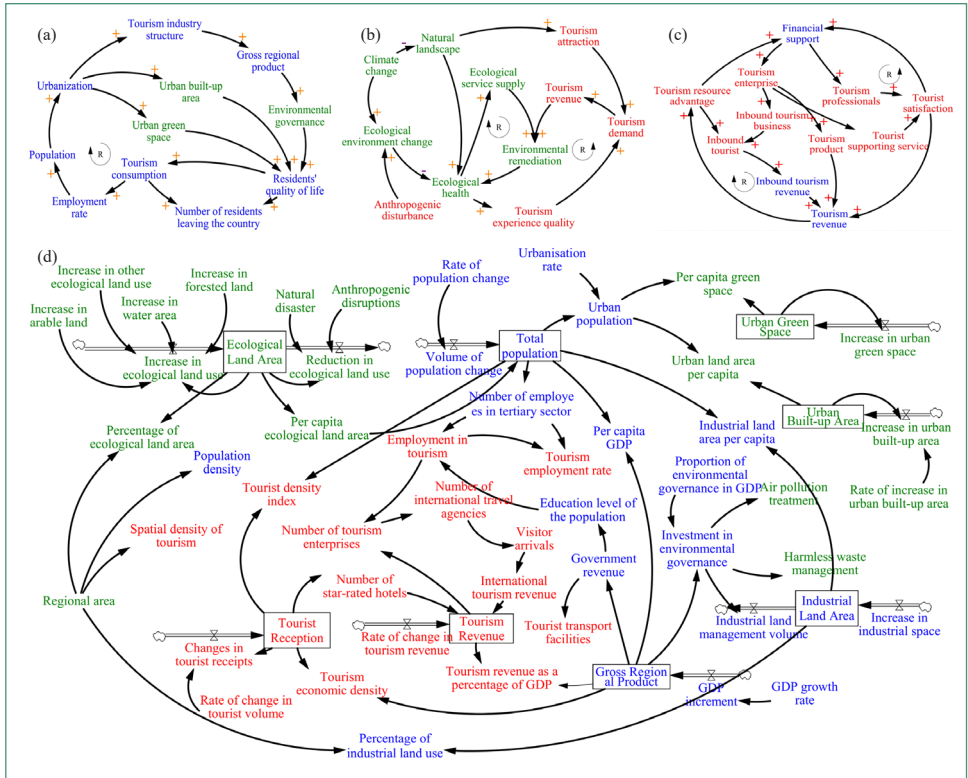 (a)
Tourism industry
structure
Gross regional
product
Urbanization
Urban built-up
area
Environmental
governance
Urban green
space
Population
R
Tourism
consumption
Residents'
quality of life
Employment
rate
Number of residents
leaving the country
(b)
Natural
landscape
Tourism
attraction
Climate
change
Ecological
service supply
Tourism
revenue
Tourism
demand
Ecological
environment change
R
Environmental
remediation
R
Ecological
health
Anthropogenic
disturbance
Tourism
experience quality
(c)
Financial
support
Tourism
enterprise
R
Tourism resource
advantage
Tourism
professionals
Tourist
satisfaction
Inbound tourism
business
Inbound
tourist
Tourism
product
Tourist
supporting service
R
Inbound tourism
revenue
Tourism
revenue
(d)
Increase in other
ecological land use
Increase in
forested land
Natural
disaster
Anthropogenic
disruptions
Increase in
arable land
Increase in
water area
Ecological
Land Area
Increase in
ecological land use
Reduction in
ecological land use
Rate of
population change
Urbanisation
rate
Urban
population
Per capita green
space
Urban Green
Space
Increase in urban
green space
Total
population
Volume of
population change
Urban land area
per capita
Urban
Built-up Area
Increase in urban
built-up area
Rate of increase in
urban built-up area
Percentage of
ecological land area
Per capita
ecological land area
Number of employe
es in tertiary sector
Per capita
GDP
Industrial land
area per capita
Employment in
tourism
Tourism
employment rate
Population
density
Tourist density
index
Number of
international travel
agencies
Education level of
the population
Proportion of
environmental
governance in GDP
Air pollution
treatment
Spatial density of
tourism
Number of tourism
enterprises
Visitor
arrivals
Government
revenue
Investment in
environmental
governance
Harmless waste
management
Regional area
Number of
star-rated hotels
International
tourism revenue
Tourist
Reception
Changes in
tourist receipts
Rate of change in
tourism revenue
Tourism
Revenue
Tourist transport
facilities
Industrial land
management volume
Industrial
Land Area
Increase in
industrial space
Rate of change in
tourist volume
Tourism
economic density
Tourism revenue as a
percentage of GDP
Gross Region
al Product
GDP
increment
GDP growth
rate
Percentage of
industrial land use